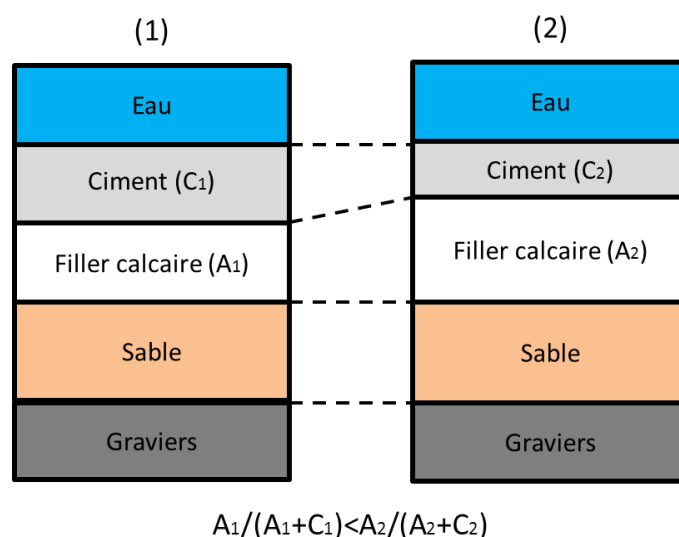 (1)
Eau
Ciment (C₁)
Filler calcaire (A₁)
Sable
Graviers
(2)
Eau
Ciment (C₂)
Filler calcaire (A₂)
Sable
Graviers
A₁/(A₁+C₁)<A₂/(A₂+C₂)